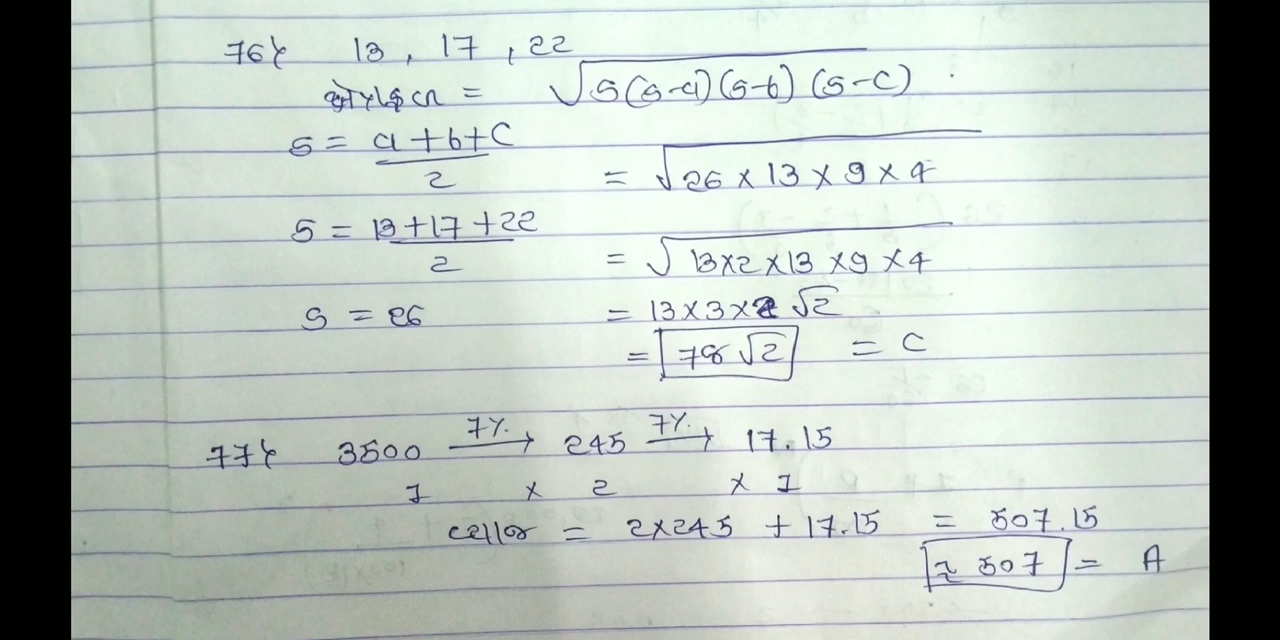 76 13, 17, 22
ક્ષેત્રફળ = √s(s-a)(s-b)(s-c)
s = a+b+c / 2 = √26×13×9×4
s = 13+17+22 / 2 = √13×2×13×9×4
s = 26 = 13×3×2√2
= 78√2 = C
77 3500 7%→ 245 7%→ 17.15
1 × 2 × 1
વ્યાજ = 2×245 + 17.15 = 507.15
≈ 507 = A